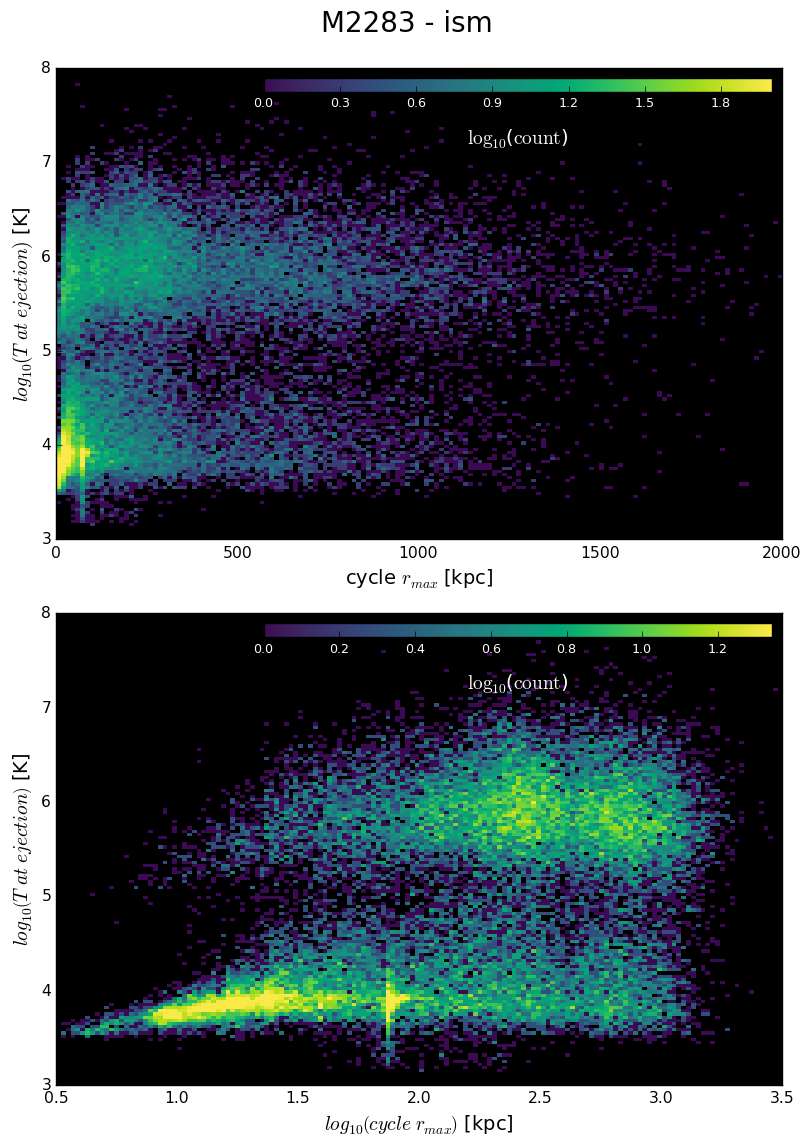 M2283 - ism
8
0.0 0.3 0.6 0.9 1.2 1.5 1.8
log10(count)
7
6
log10(T at ejection) [K]
5
4
3
0 500 1000 1500 2000
cycle rmax [kpc]
8
0.0 0.2 0.4 0.6 0.8 1.0 1.2
log10(count)
7
6
log10(T at ejection) [K]
5
4
3
0.5 1.0 1.5 2.0 2.5 3.0 3.5
log10(cycle rmax) [kpc]